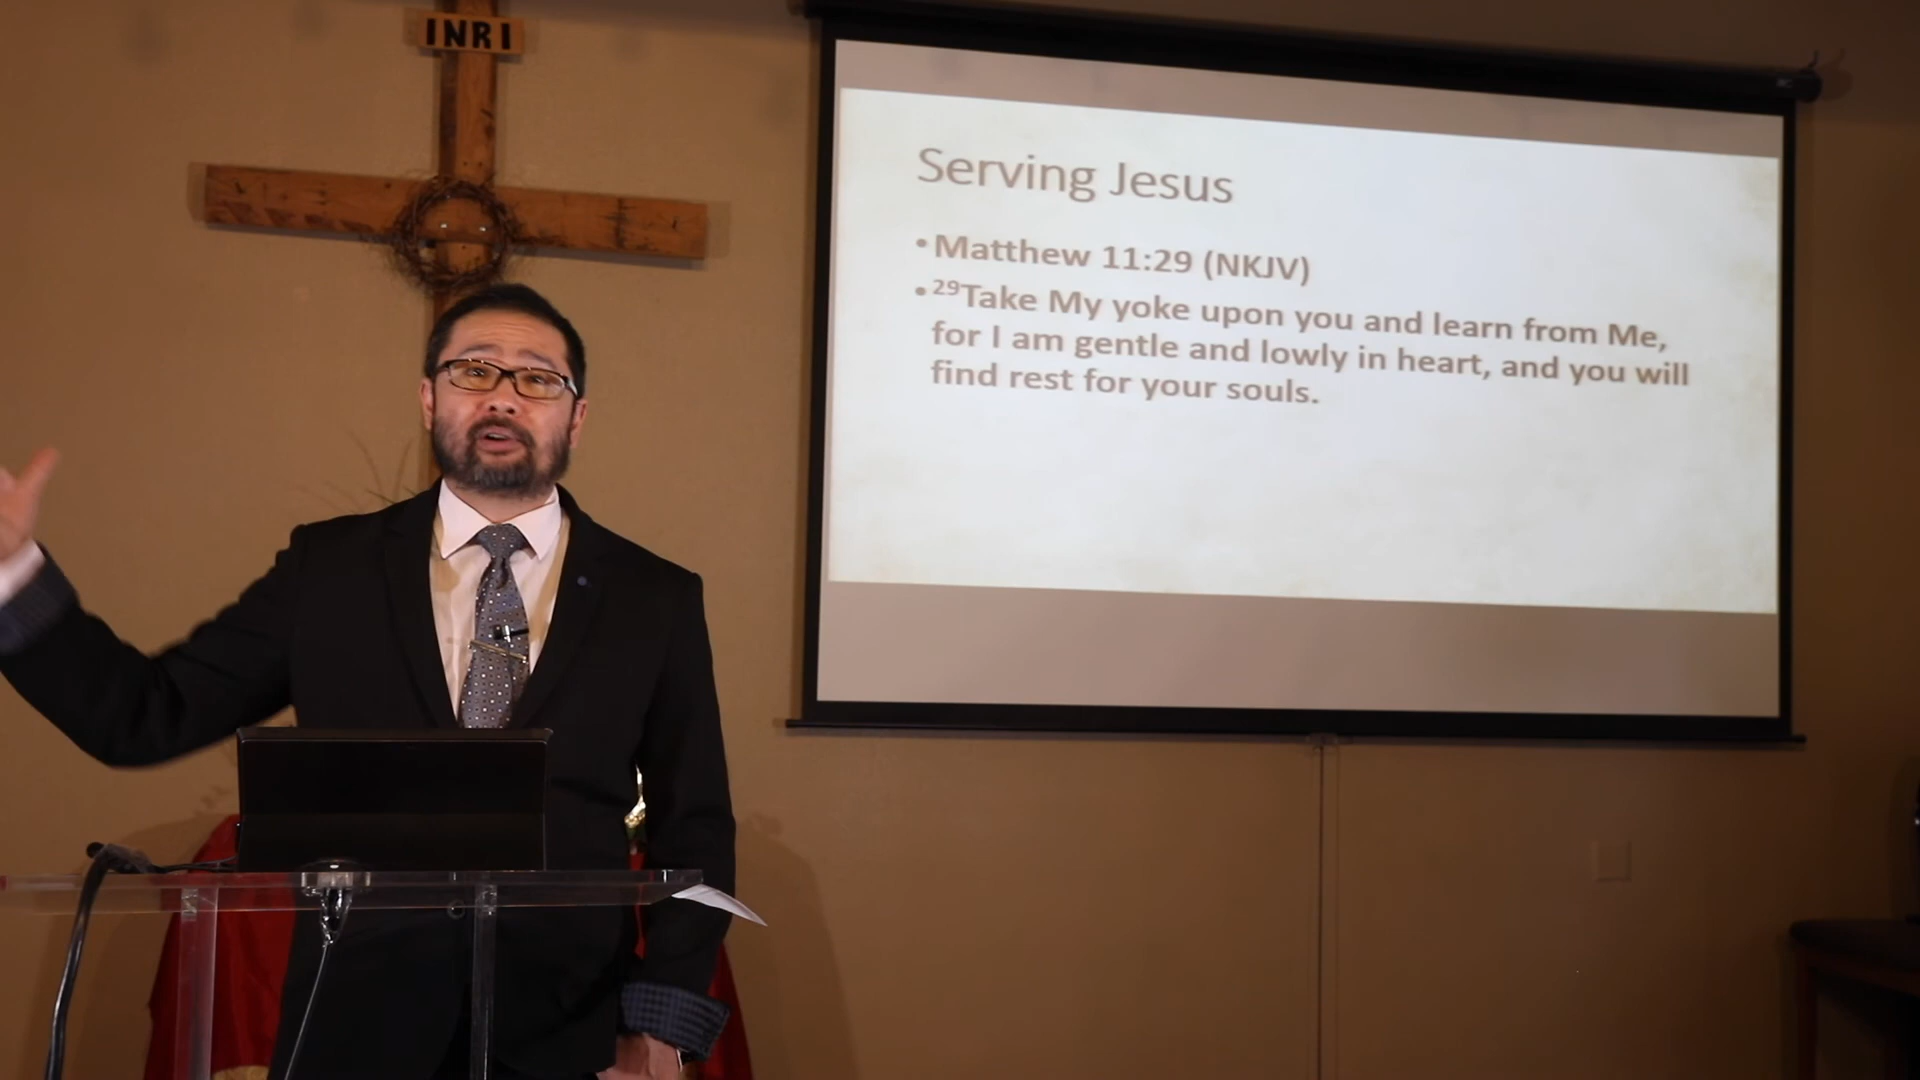 INRI
Serving Jesus
•Matthew 11:29 (NKJV)
•²⁹Take My yoke upon you and learn from Me,
for I am gentle and lowly in heart, and you will
find rest for your souls.